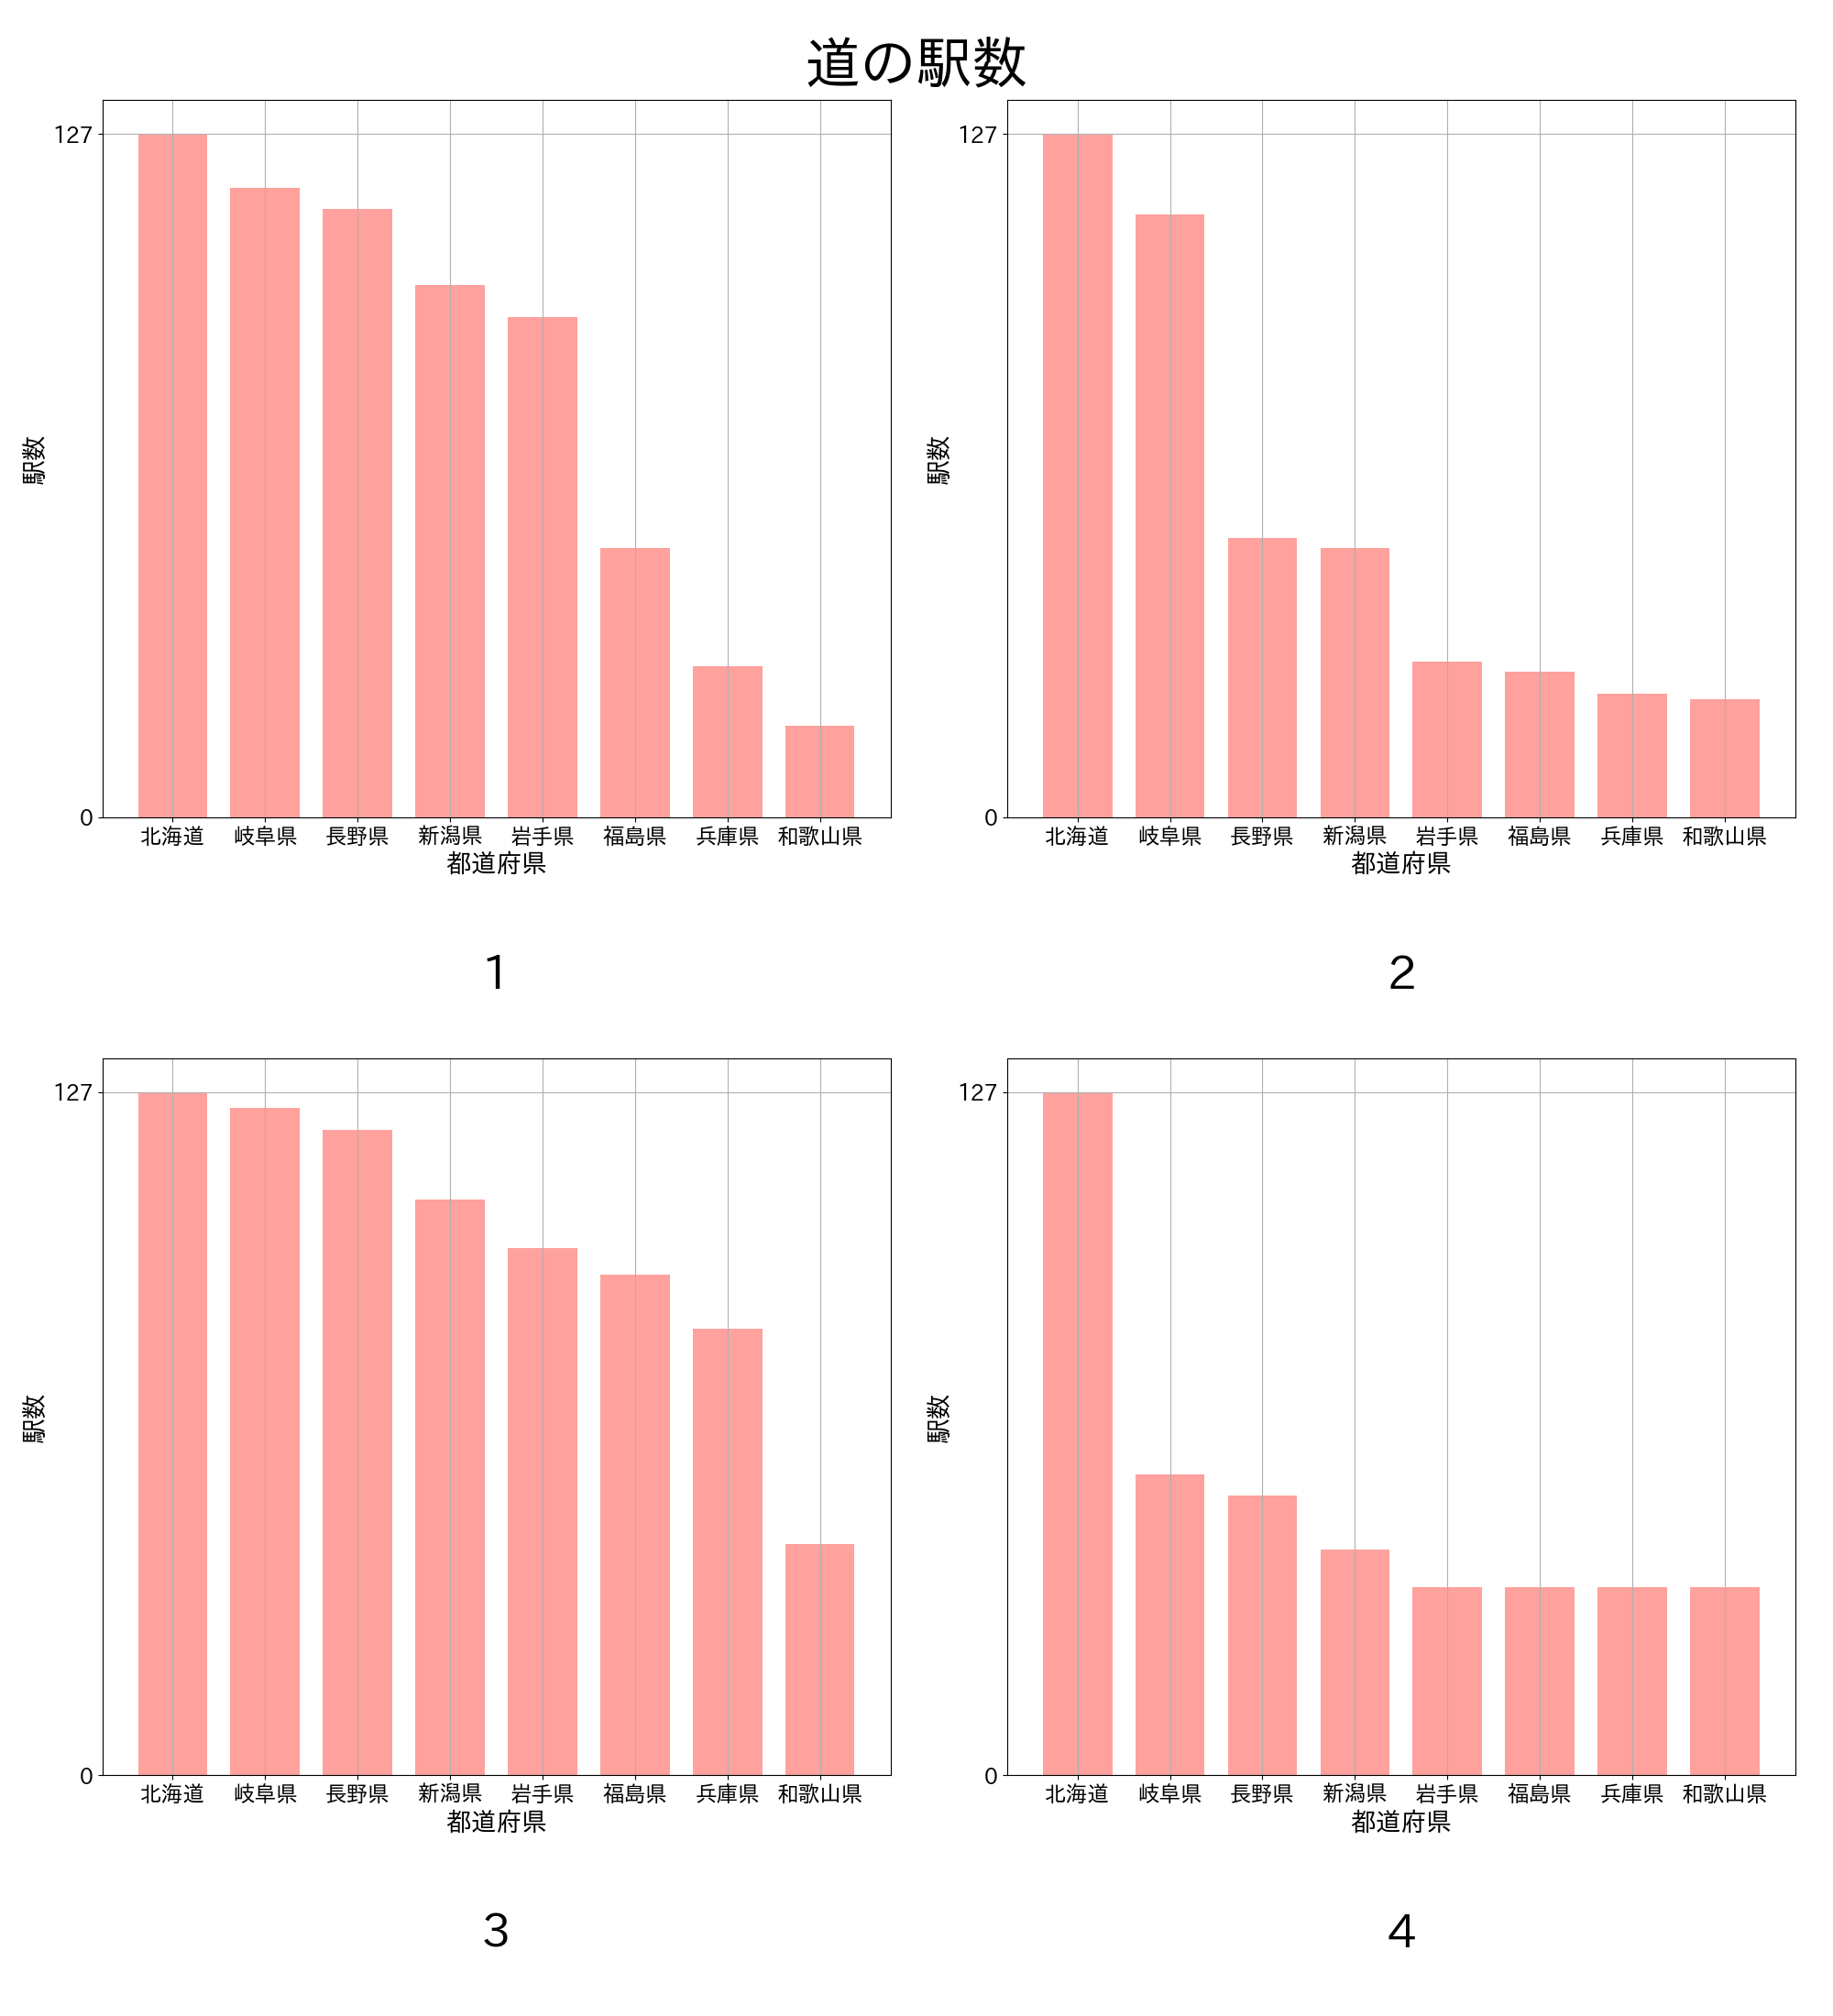 道の駅数
127
0
駅数
北海道 岐阜県 長野県 新潟県 岩手県 福島県 兵庫県 和歌山県
都道府県
1
127
0
駅数
北海道 岐阜県 長野県 新潟県 岩手県 福島県 兵庫県 和歌山県
都道府県
2
127
0
駅数
北海道 岐阜県 長野県 新潟県 岩手県 福島県 兵庫県 和歌山県
都道府県
3
127
0
駅数
北海道 岐阜県 長野県 新潟県 岩手県 福島県 兵庫県 和歌山県
都道府県
4